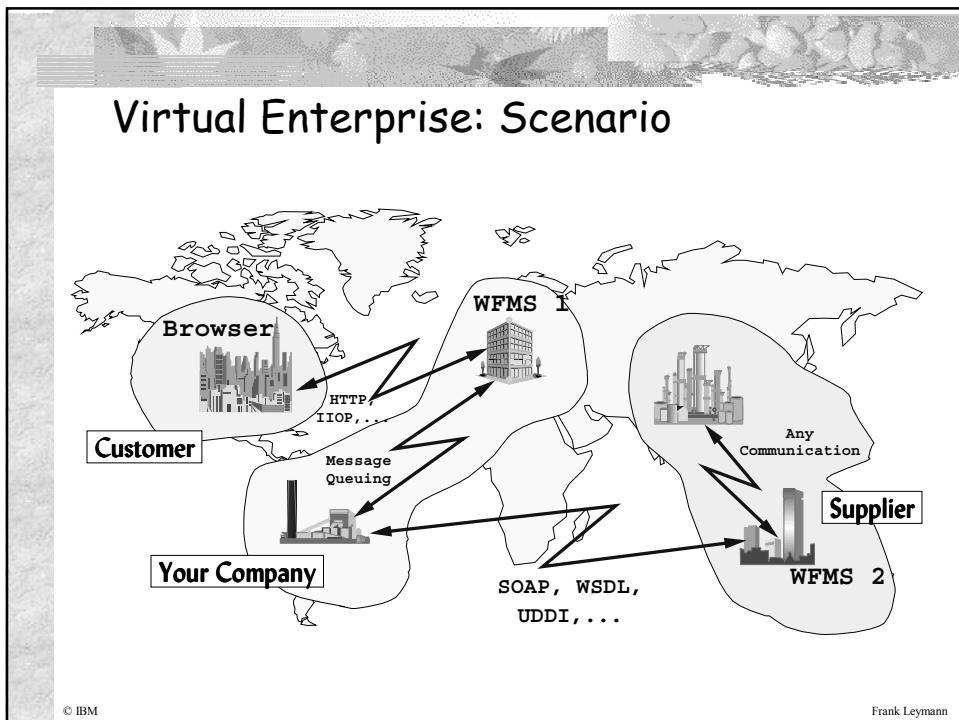 Virtual Enterprise: Scenario
WFMS 1
Browser
HTTP,
IIOP,...
Any
Communication
Customer
Message
Queuing
Supplier
Your Company
WFMS 2
SOAP, WSDL,
UDDI,...
© IBM
Frank Leymann